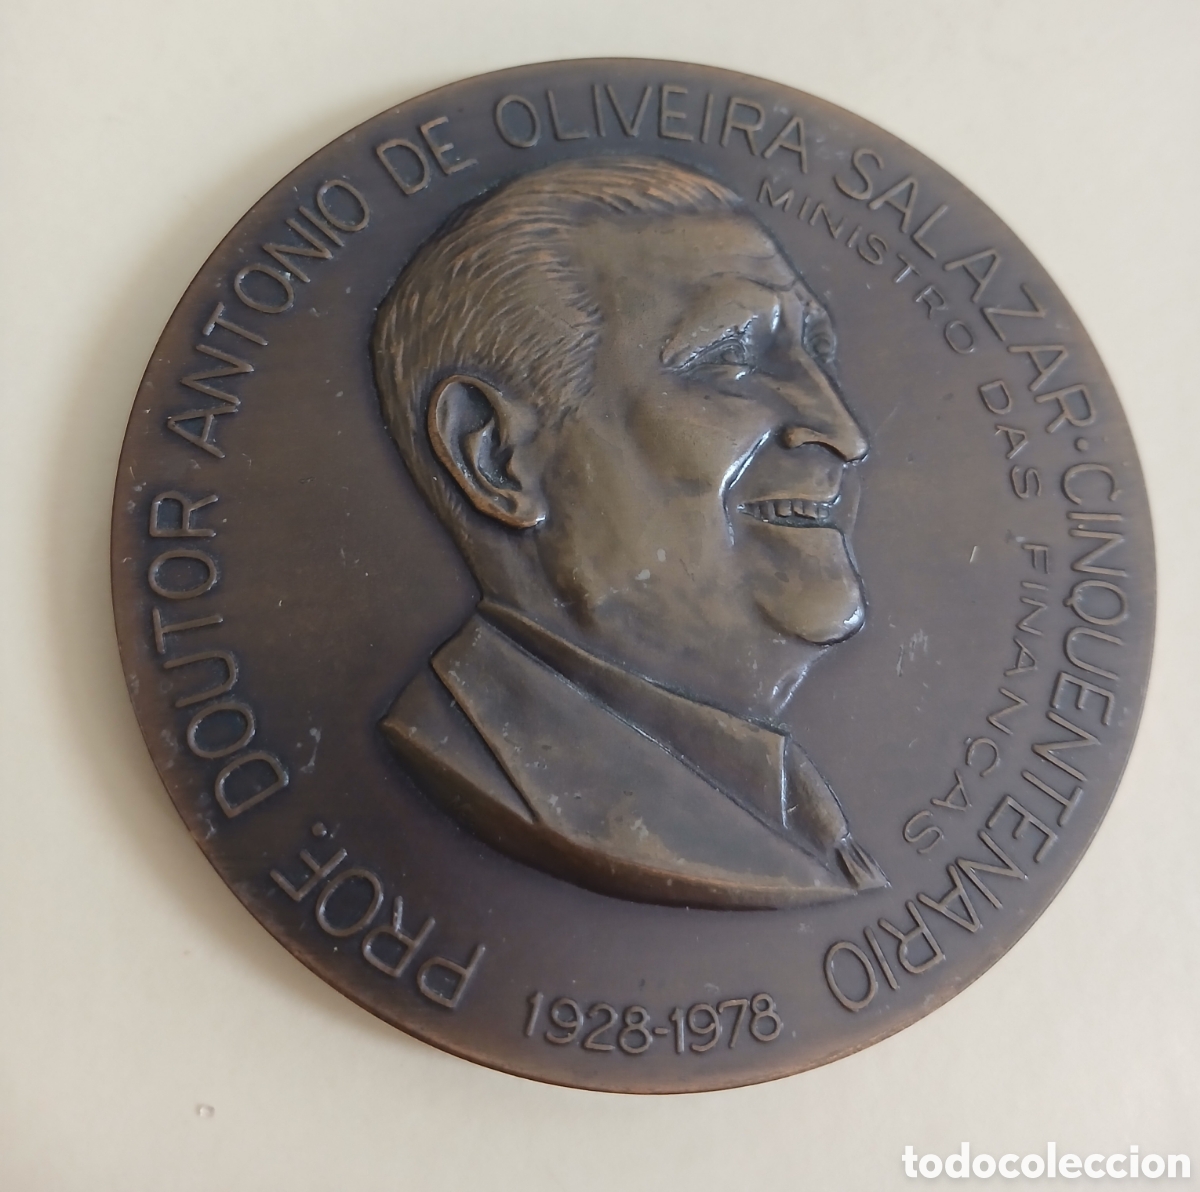 PROF. DOUTOR ANTONIO DE OLIVEIRA SALAZAR · CINQUENTENARIO
MINISTRO DAS FINANÇAS
1928-1978
todocoleccion